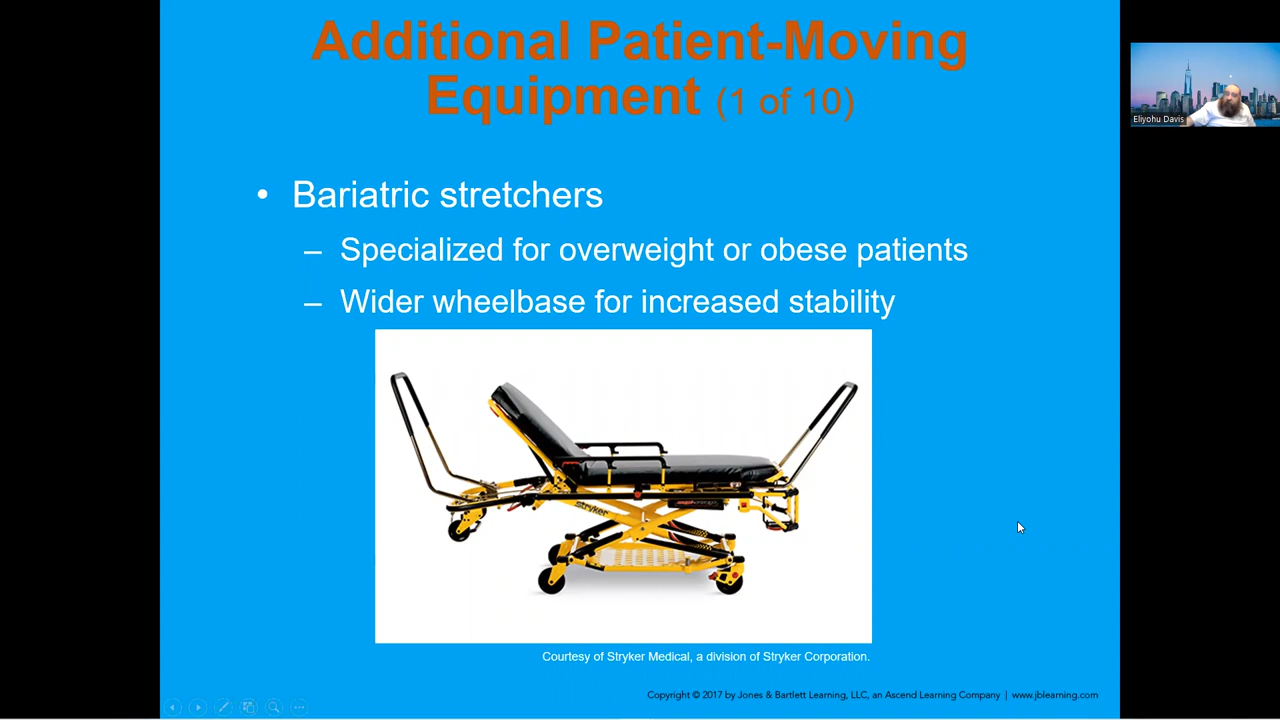 Additional Patient-Moving
Equipment (1 of 10)
Eliyohu Davis
• Bariatric stretchers
– Specialized for overweight or obese patients
– Wider wheelbase for increased stability
stryker
Courtesy of Stryker Medical, a division of Stryker Corporation.
Copyright © 2017 by Jones & Bartlett Learning, LLC, an Ascend Learning Company | www.jblearning.com